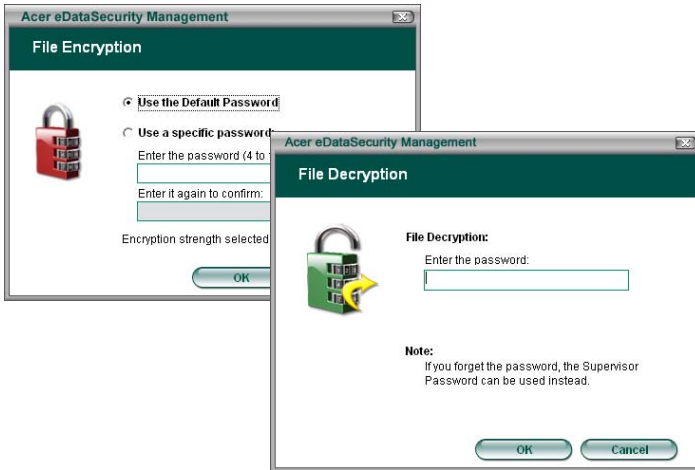 Acer eDataSecurity Management
File Encryption
Use the Default Password
Use a specific password:
Enter the password (4 to
Enter it again to confirm:
Encryption strength selected
OK
Acer eDataSecurity Management
File Decryption
File Decryption:
Enter the password:
Note:
If you forget the password, the Supervisor
Password can be used instead.
OK
Cancel